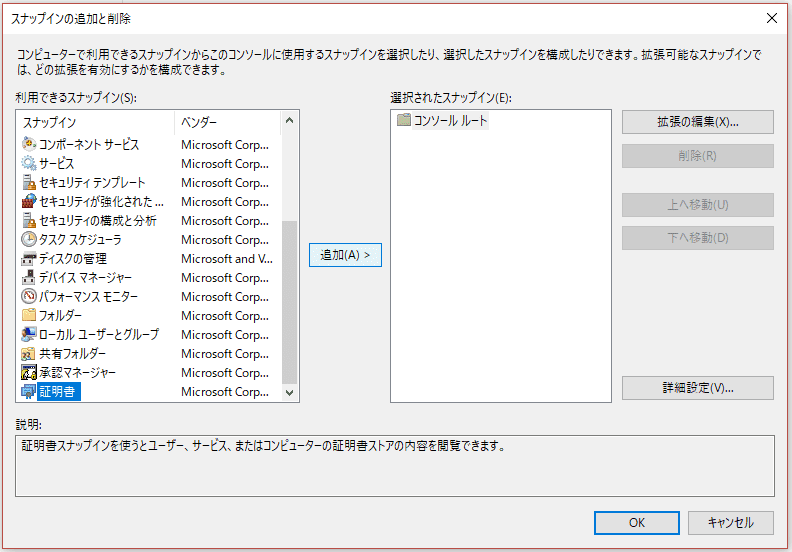 スナップインの追加と削除
コンピューターで利用できるスナップインからこのコンソールに使用するスナップインを選択したり、選択したスナップインを構成したりできます。拡張可能なスナップインで
は、どの拡張を有効にするかを構成できます。
利用できるスナップイン(S):
スナップイン ベンダー
コンポーネント サービス Microsoft Corp...
サービス Microsoft Corp...
セキュリティ テンプレート Microsoft Corp...
セキュリティが強化された ... Microsoft Corp...
セキュリティの構成と分析 Microsoft Corp...
タスク スケジューラ Microsoft Corp...
ディスクの管理 Microsoft and V...
デバイス マネージャー Microsoft Corp...
パフォーマンス モニター Microsoft Corp...
フォルダー Microsoft Corp...
ローカル ユーザーとグループ Microsoft Corp...
共有フォルダー Microsoft Corp...
承認マネージャー Microsoft Corp...
証明書 Microsoft Corp...
追加(A) >
選択されたスナップイン(E):
コンソール ルート
拡張の編集(X)...
削除(R)
上へ移動(U)
下へ移動(D)
詳細設定(V)...
説明:
証明書スナップインを使うとユーザー、サービス、またはコンピューターの証明書ストアの内容を閲覧できます。
OK
キャンセル